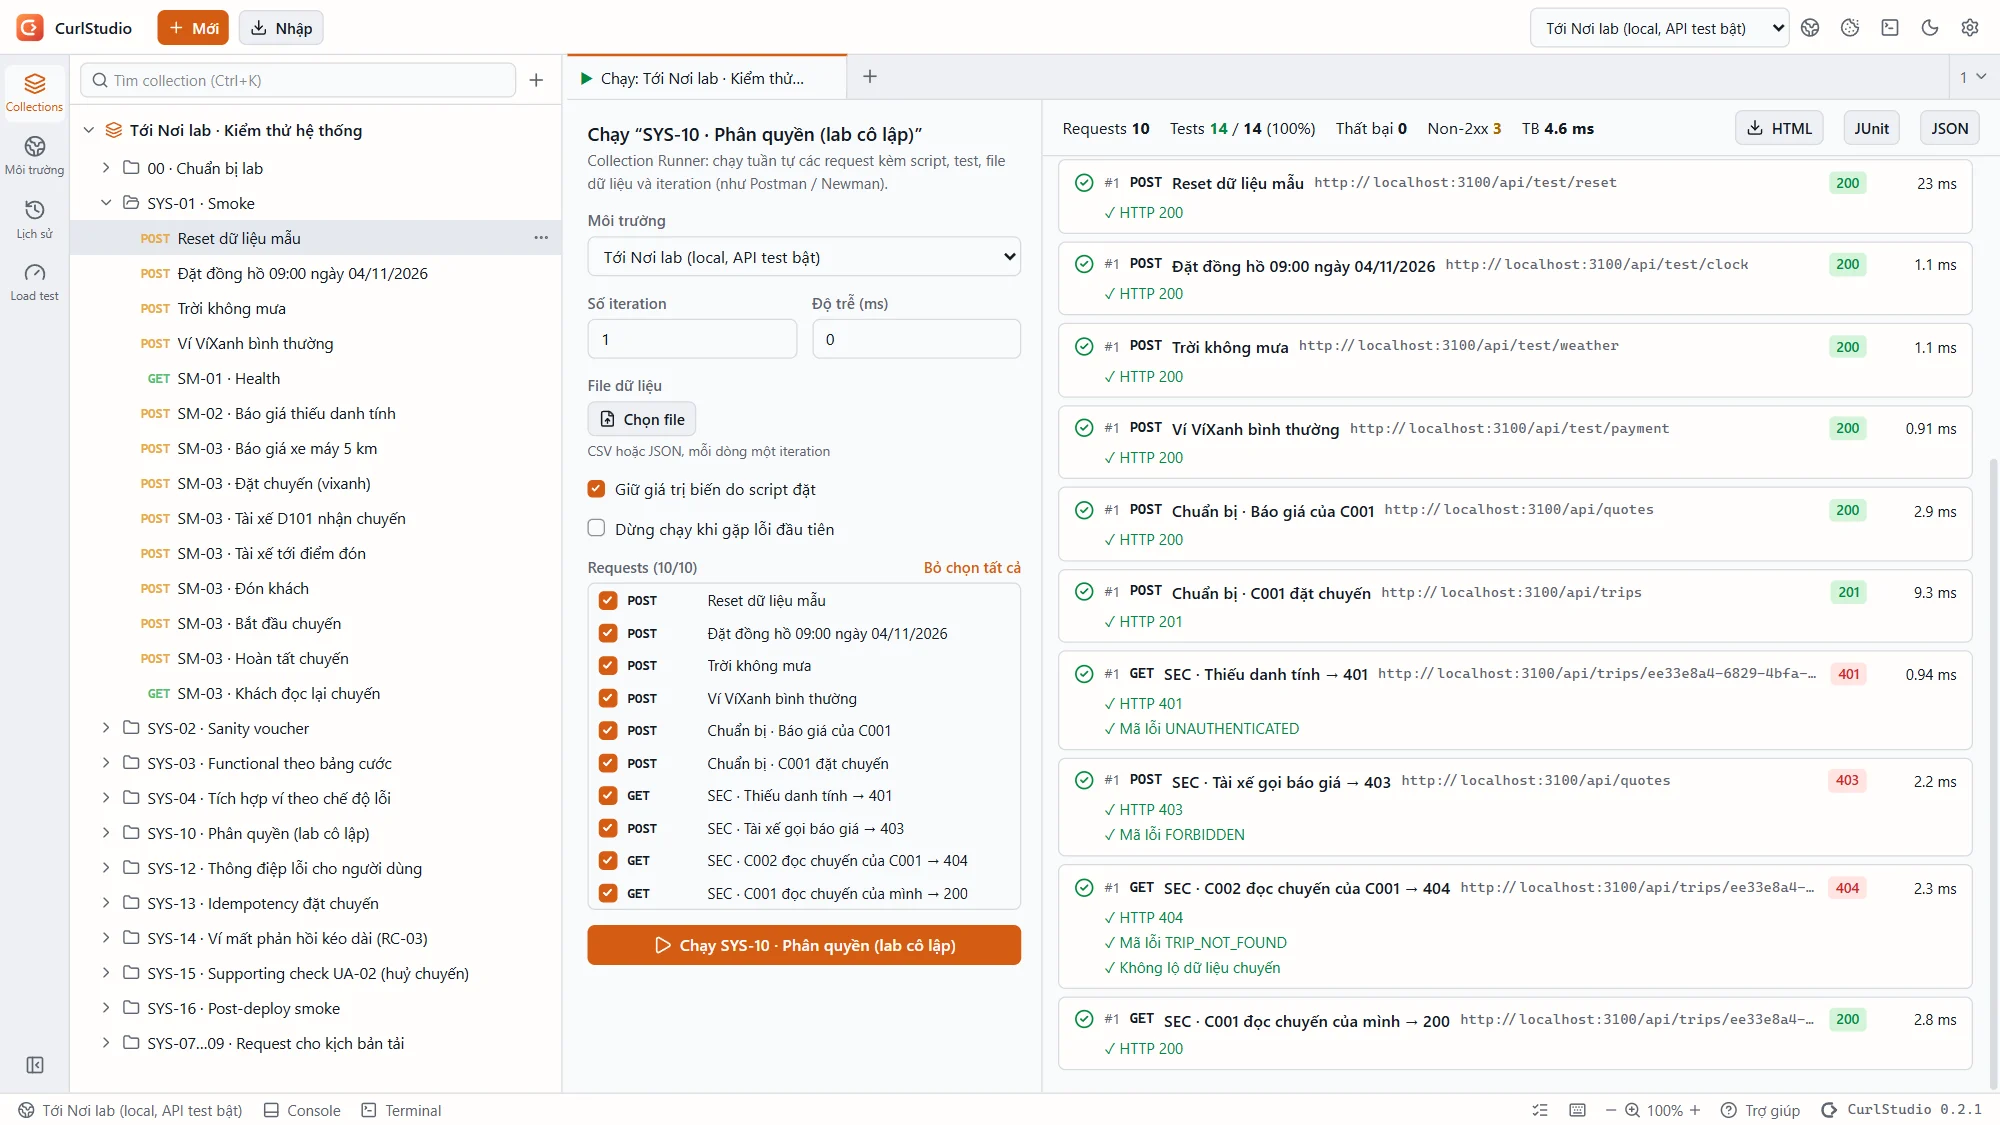 CurlStudio
Mới
Nhập
Tới Nơi lab (local, API test bật)
Collections
Môi trường
Lịch sử
Load test
Tìm collection (Ctrl+K)
Tới Nơi lab · Kiểm thử hệ thống
00 · Chuẩn bị lab
SYS-01 · Smoke
POST Reset dữ liệu mẫu
POST Đặt đồng hồ 09:00 ngày 04/11/2026
POST Trời không mưa
POST Ví VíXanh bình thường
GET SM-01 · Health
POST SM-02 · Báo giá thiếu danh tính
POST SM-03 · Báo giá xe máy 5 km
POST SM-03 · Đặt chuyến (vixanh)
POST SM-03 · Tài xế D101 nhận chuyến
POST SM-03 · Tài xế tới điểm đón
POST SM-03 · Đón khách
POST SM-03 · Bắt đầu chuyến
POST SM-03 · Hoàn tất chuyến
GET SM-03 · Khách đọc lại chuyến
SYS-02 · Sanity voucher
SYS-03 · Functional theo bảng cước
SYS-04 · Tích hợp ví theo chế độ lỗi
SYS-10 · Phân quyền (lab cô lập)
SYS-12 · Thông điệp lỗi cho người dùng
SYS-13 · Idempotency đặt chuyến
SYS-14 · Ví mất phản hồi kéo dài (RC-03)
SYS-15 · Supporting check UA-02 (huỷ chuyến)
SYS-16 · Post-deploy smoke
SYS-07...09 · Request cho kịch bản tải
Chạy: Tới Nơi lab · Kiểm thử...
1
Chạy “SYS-10 · Phân quyền (lab cô lập)”
Collection Runner: chạy tuần tự các request kèm script, test, file
dữ liệu và iteration (như Postman / Newman).
Môi trường
Tới Nơi lab (local, API test bật)
Số iteration
Độ trễ (ms)
1
0
File dữ liệu
Chọn file
CSV hoặc JSON, mỗi dòng một iteration
Giữ giá trị biến do script đặt
Dừng chạy khi gặp lỗi đầu tiên
Requests (10/10)
Bỏ chọn tất cả
POST Reset dữ liệu mẫu
POST Đặt đồng hồ 09:00 ngày 04/11/2026
POST Trời không mưa
POST Ví VíXanh bình thường
POST Chuẩn bị · Báo giá của C001
POST Chuẩn bị · C001 đặt chuyến
GET SEC · Thiếu danh tính → 401
POST SEC · Tài xế gọi báo giá → 403
GET SEC · C002 đọc chuyến của C001 → 404
GET SEC · C001 đọc chuyến của mình → 200
Chạy SYS-10 · Phân quyền (lab cô lập)
Requests 10 Tests 14 / 14 (100%) Thất bại 0 Non-2xx 3 TB 4.6 ms
HTML
JUnit
JSON
#1 POST Reset dữ liệu mẫu http://localhost:3100/api/test/reset 200 23 ms
✓ HTTP 200
#1 POST Đặt đồng hồ 09:00 ngày 04/11/2026 http://localhost:3100/api/test/clock 200 1.1 ms
✓ HTTP 200
#1 POST Trời không mưa http://localhost:3100/api/test/weather 200 1.1 ms
✓ HTTP 200
#1 POST Ví VíXanh bình thường http://localhost:3100/api/test/payment 200 0.91 ms
✓ HTTP 200
#1 POST Chuẩn bị · Báo giá của C001 http://localhost:3100/api/quotes 200 2.9 ms
✓ HTTP 200
#1 POST Chuẩn bị · C001 đặt chuyến http://localhost:3100/api/trips 201 9.3 ms
✓ HTTP 201
#1 GET SEC · Thiếu danh tính → 401 http://localhost:3100/api/trips/ee33e8a4-6829-4bfa-… 401 0.94 ms
✓ HTTP 401
✓ Mã lỗi UNAUTHENTICATED
#1 POST SEC · Tài xế gọi báo giá → 403 http://localhost:3100/api/quotes 403 2.2 ms
✓ HTTP 403
✓ Mã lỗi FORBIDDEN
#1 GET SEC · C002 đọc chuyến của C001 → 404 http://localhost:3100/api/trips/ee33e8a4-… 404 2.3 ms
✓ HTTP 404
✓ Mã lỗi TRIP_NOT_FOUND
✓ Không lộ dữ liệu chuyến
#1 GET SEC · C001 đọc chuyến của mình → 200 http://localhost:3100/api/trips/ee33e8a4-… 200 2.8 ms
✓ HTTP 200
Tới Nơi lab (local, API test bật)
Console
Terminal
100%
Trợ giúp
CurlStudio 0.2.1